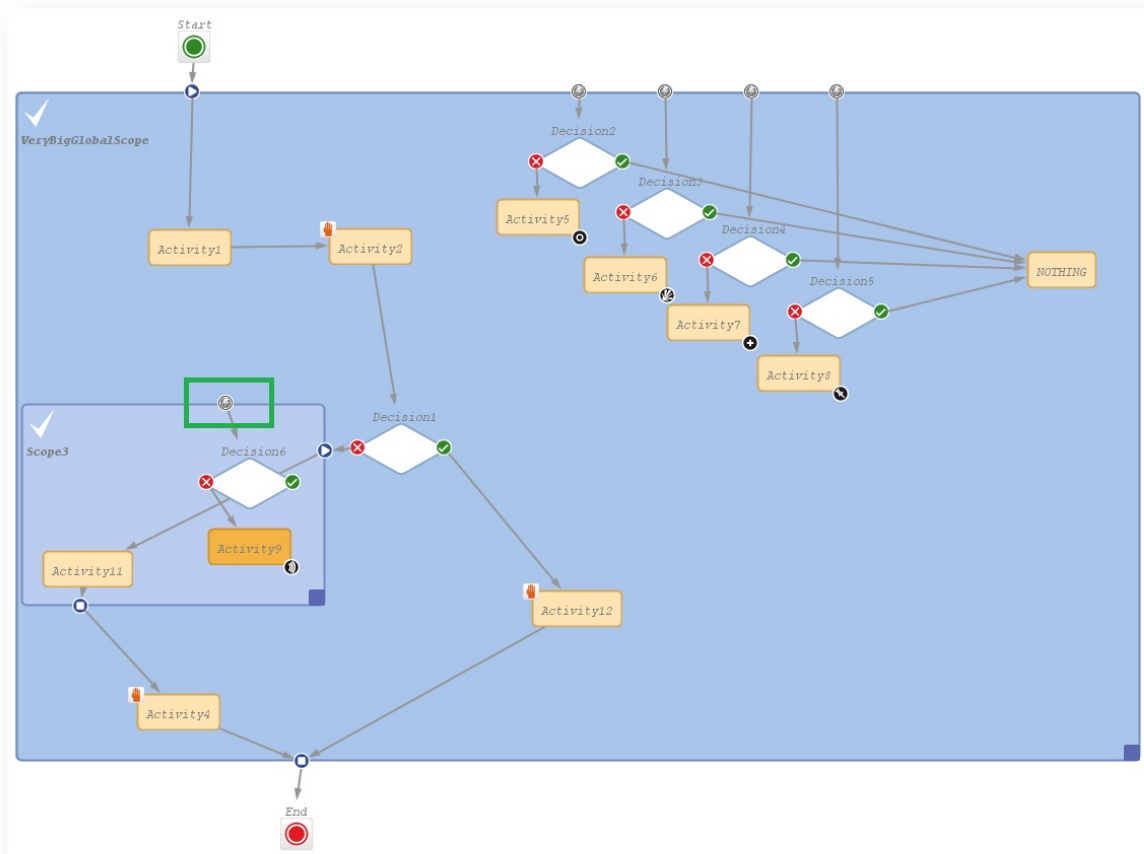 Start
VeryBigGlobalScope
Decision2
Decision3
Activity5
Decision4
Activity1
Activity2
Activity6
NOTHING
Decision5
Activity7
Activity8
Decision1
Scope3
Decision6
Activity9
Activity11
Activity12
Activity4
End